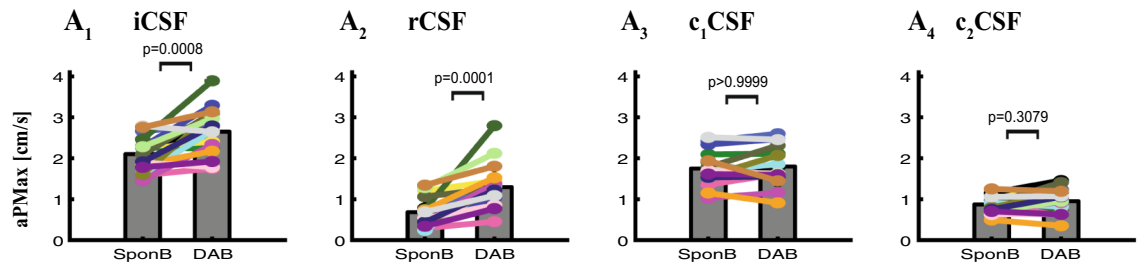 A1 iCSF
p=0.0008
aPMax [cm/s]
4
3
2
1
0
SponB DAB
A2 rCSF
p=0.0001
4
3
2
1
0
SponB DAB
A3 c1CSF
p>0.9999
4
3
2
1
0
SponB DAB
A4 c2CSF
p=0.3079
4
3
2
1
0
SponB DAB